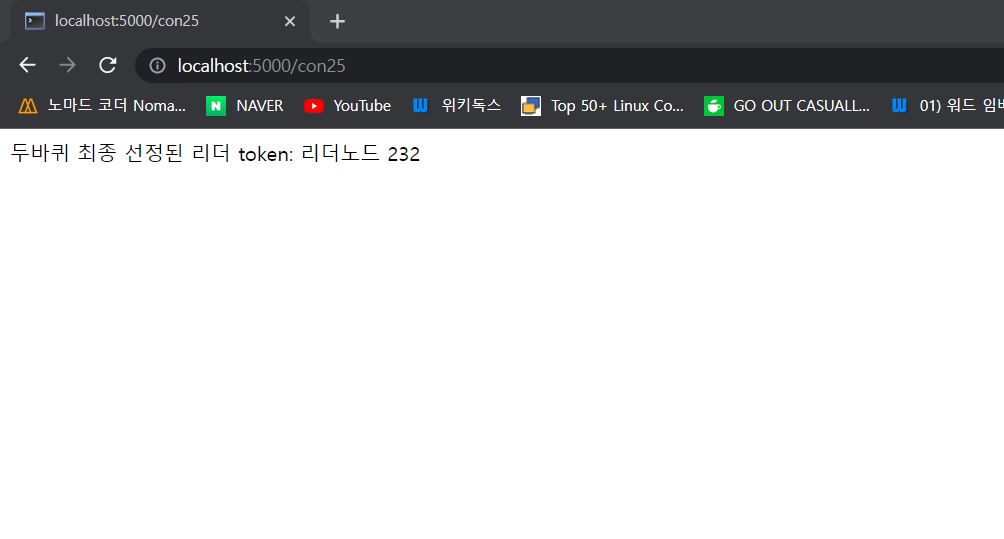 localhost:5000/con25
localhost:5000/con25
노마드 코더 Noma... NAVER YouTube 위키독스 Top 50+ Linux Co... GO OUT CASUALL... 01) 워드 임베
두바퀴 최종 선정된 리더 token: 리더노드 232